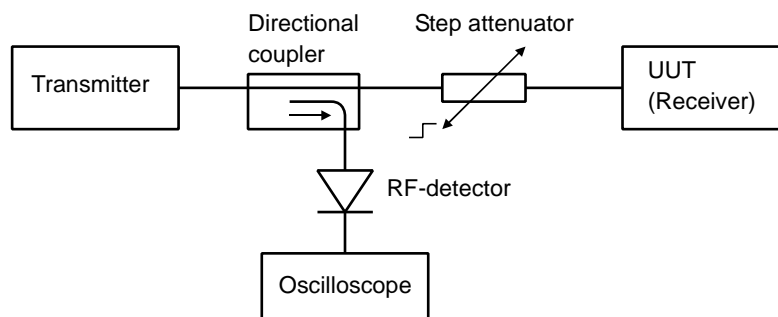 Directional
coupler
Step attenuator
Transmitter
UUT
(Receiver)
RF-detector
Oscilloscope